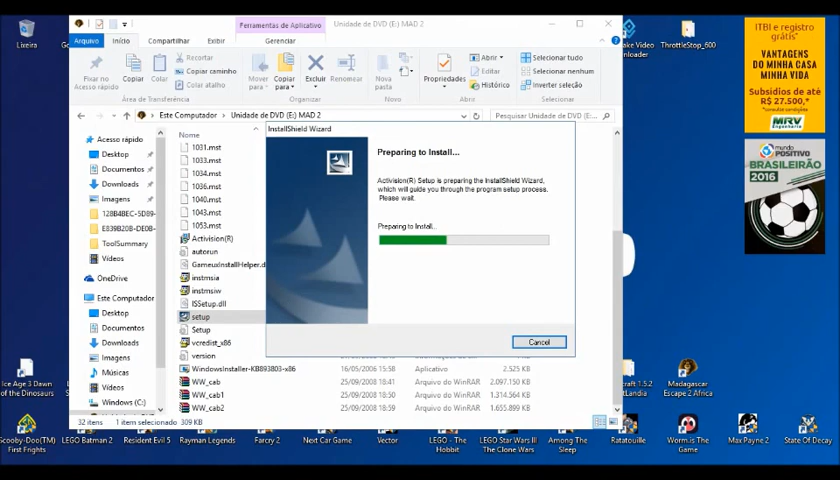 Lixeira
Ferramentas de Aplicativo
Unidade de DVD (E:) MAD 2
Arquivo
Início
Compartilhar
Exibir
Gerenciar
Fixar no
Acesso rápido
Copiar
Colar
Recortar
Copiar caminho
Área de Transferência
Mover
para
Copiar
para
Excluir
Renomear
Nova
pasta
Novo
Propriedades
Abrir
Editar
Histórico
Abrir
Selecionar tudo
Selecionar nenhum
Inverter seleção
Selecionar
Este Computador
Unidade de DVD (E:) MAD 2
Pesquisar Unidade de DVD (E:...
Acesso rápido
Desktop
Documentos
Downloads
Imagens
128B4BEC-5D89-
E839B20B-DE0B-
ToolSummary
Vídeos
OneDrive
Este Computador
Desktop
Documentos
Downloads
Imagens
Músicas
Vídeos
Windows (C:)
Nome
1031.mst
1033.mst
1034.mst
1036.mst
1040.mst
1043.mst
1053.mst
Activision(R)
autorun
GameuxInstallHelper.d
instmsia
instmsiw
ISSetup.dll
setup
Setup
vcredist_x86
version
WindowsInstaller-KB893803-x86 16/05/2006 15:58 Aplicativo 2.525 KB
WW_cab 25/09/2008 18:41 Arquivo do WinRAR 2.097.150 KB
WW_cab1 25/09/2008 18:44 Arquivo do WinRAR 1.314.564 KB
WW_cab2 25/09/2008 18:59 Arquivo do WinRAR 1.655.899 KB
32 itens
1 item selecionado 309 KB
InstallShield Wizard
Preparing to Install...
Activision(R) Setup is preparing the InstallShield Wizard,
which will guide you through the program setup process.
Please wait.
Preparing to Install...
Cancel
ThrottleStop_600
ITBI e registro
grátis*
VANTAGENS
DO MINHA CASA
MINHA VIDA
Subsídios de até
R$ 27.500,*
MRV
Engenharia
mundo
POSITIVO
BRASILEIRÃO
2016
Ice Age 3 Dawn
of the Dinosaurs
Madagascar
Escape 2 Africa
Scooby-Doo(TM)
First Frights
LEGO Batman 2
Resident Evil 5
Rayman Legends
Farcry 2
Next Car Game
Vector
LEGO - The
Hobbit
LEGO Star Wars III
The Clone Wars
Among The
Sleep
Ratatouille
Worm.is The
Game
Max Payne 2
State Of Decay